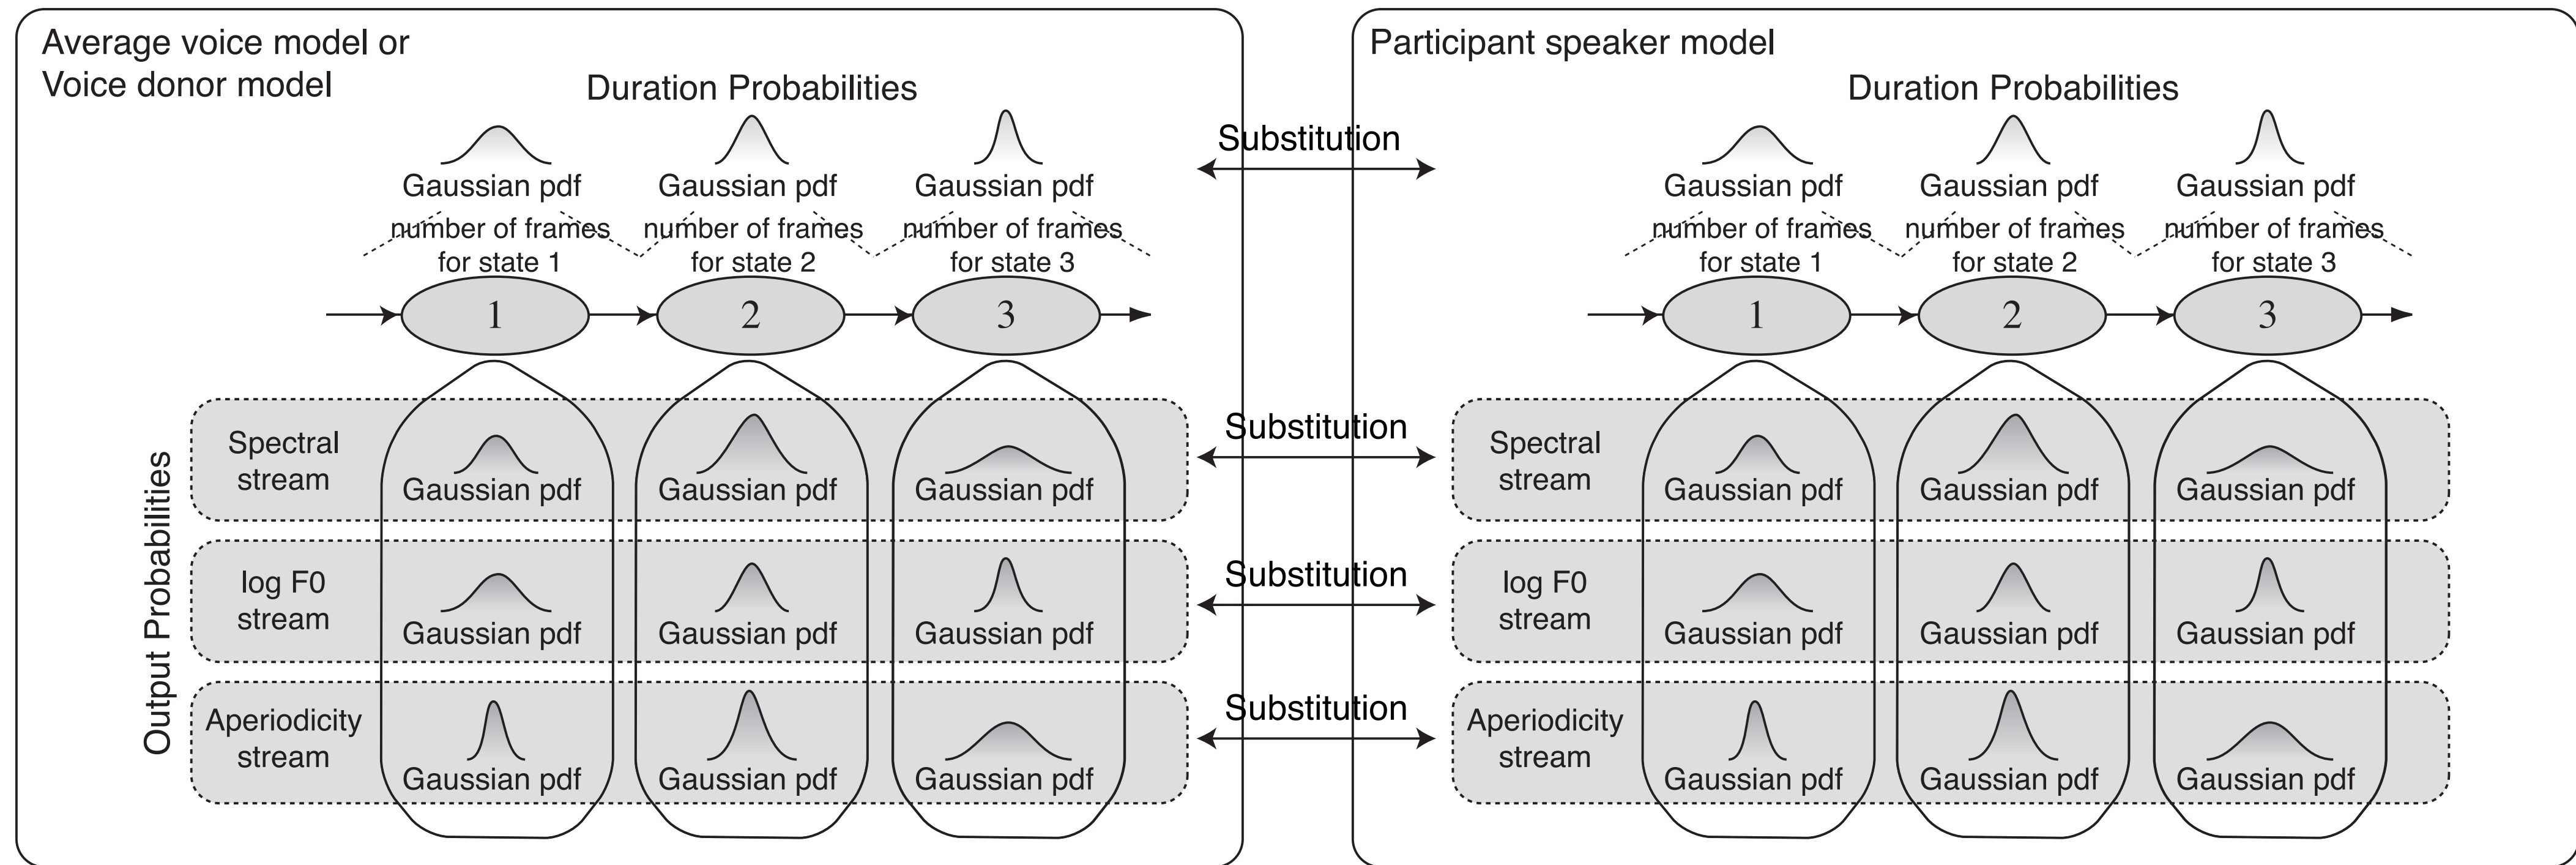 Average voice model or
Voice donor model
Duration Probabilities
Gaussian pdf Gaussian pdf Gaussian pdf
number of frames number of frames number of frames
for state 1 for state 2 for state 3
1 2 3
Output Probabilities
Spectral
stream
Gaussian pdf Gaussian pdf Gaussian pdf
log F0
stream
Gaussian pdf Gaussian pdf Gaussian pdf
Aperiodicity
stream
Gaussian pdf Gaussian pdf Gaussian pdf
Substitution
Substitution
Substitution
Substitution
Participant speaker model
Duration Probabilities
Gaussian pdf Gaussian pdf Gaussian pdf
number of frames number of frames number of frames
for state 1 for state 2 for state 3
1 2 3
Spectral
stream
Gaussian pdf Gaussian pdf Gaussian pdf
log F0
stream
Gaussian pdf Gaussian pdf Gaussian pdf
Aperiodicity
stream
Gaussian pdf Gaussian pdf Gaussian pdf